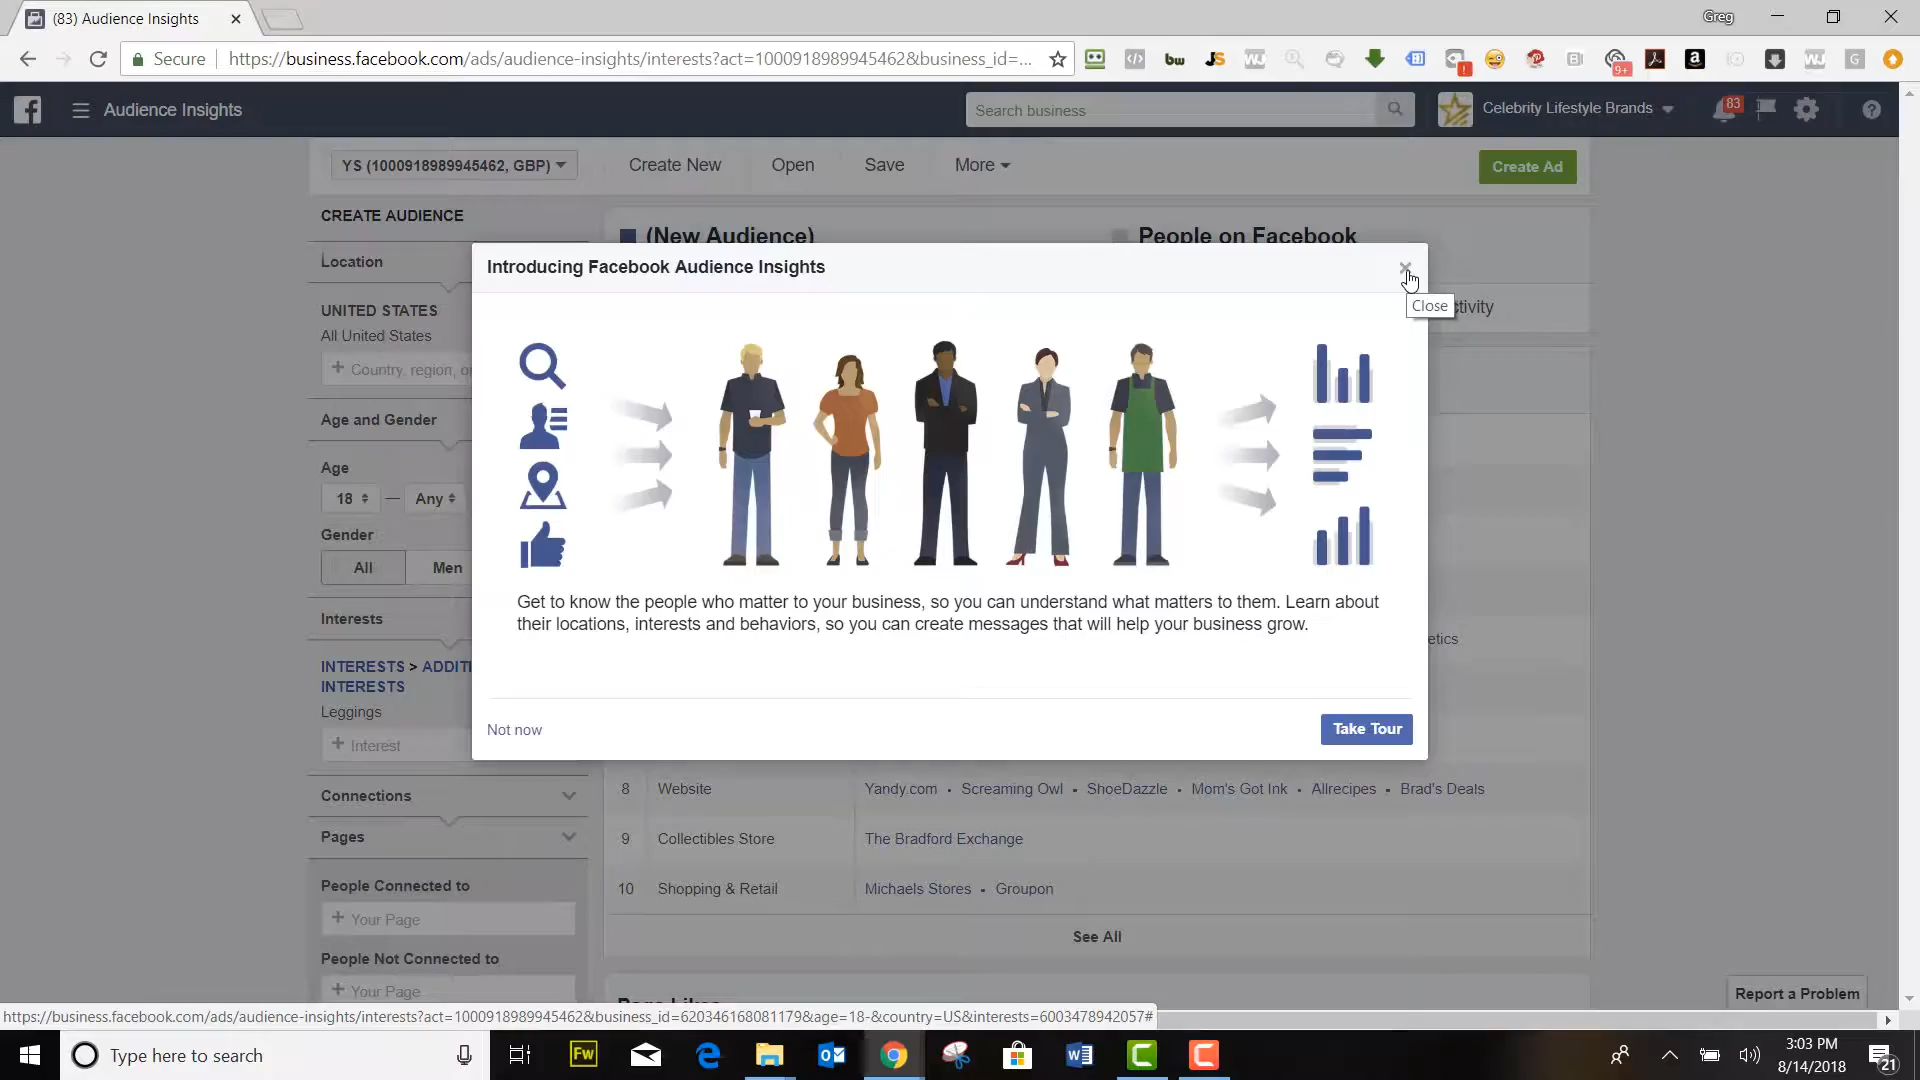 (83) Audience Insights
Greg
Secure
https://business.facebook.com/ads/audience-insights/interests?act=1000918989945462&business_id=...
Audience Insights
Search business
Celebrity Lifestyle Brands
83
YS (1000918989945462, GBP)
Create New
Open
Save
More
Create Ad
CREATE AUDIENCE
(New Audience)
People on Facebook
Location
Introducing Facebook Audience Insights
Close
UNITED STATES
All United States
+ Country, region, o
Age and Gender
Age
18 — Any
Gender
All
Men
Get to know the people who matter to your business, so you can understand what matters to them. Learn about
their locations, interests and behaviors, so you can create messages that will help your business grow.
Interests
INTERESTS > ADDITI
INTERESTS
Leggings
+ Interest
Not now
Take Tour
Connections
Pages
People Connected to
+ Your Page
People Not Connected to
+ Your Page
8 Website Yandy.com • Screaming Owl • ShoeDazzle • Mom's Got Ink • Allrecipes • Brad's Deals
9 Collectibles Store The Bradford Exchange
10 Shopping & Retail Michaels Stores • Groupon
See All
Page Likes
Report a Problem
https://business.facebook.com/ads/audience-insights/interests?act=1000918989945462&business_id=620346168081179&age=18-&country=US&interests=6003478942057#
Type here to search
Fw
3:03 PM
8/14/2018
21